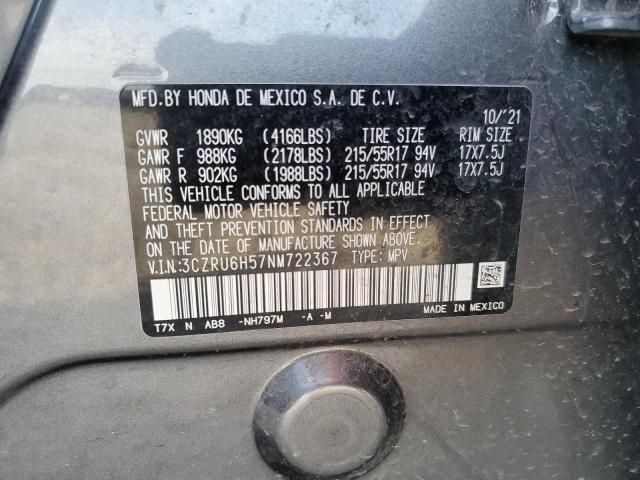 MFD.BY HONDA DE MEXICO S.A. DE C.V.
10/'21
GVWR 1890KG (4166LBS) TIRE SIZE RIM SIZE
GAWR F 988KG (2178LBS) 215/55R17 94V 17X7.5J
GAWR R 902KG (1988LBS) 215/55R17 94V 17X7.5J
THIS VEHICLE CONFORMS TO ALL APPLICABLE
FEDERAL MOTOR VEHICLE SAFETY
AND THEFT PREVENTION STANDARDS IN EFFECT
ON THE DATE OF MANUFACTURE SHOWN ABOVE.
V.I.N:3CZRU6H57NM722367 TYPE: MPV
T7X N AB8 -NH797M -A -M
MADE IN MEXICO